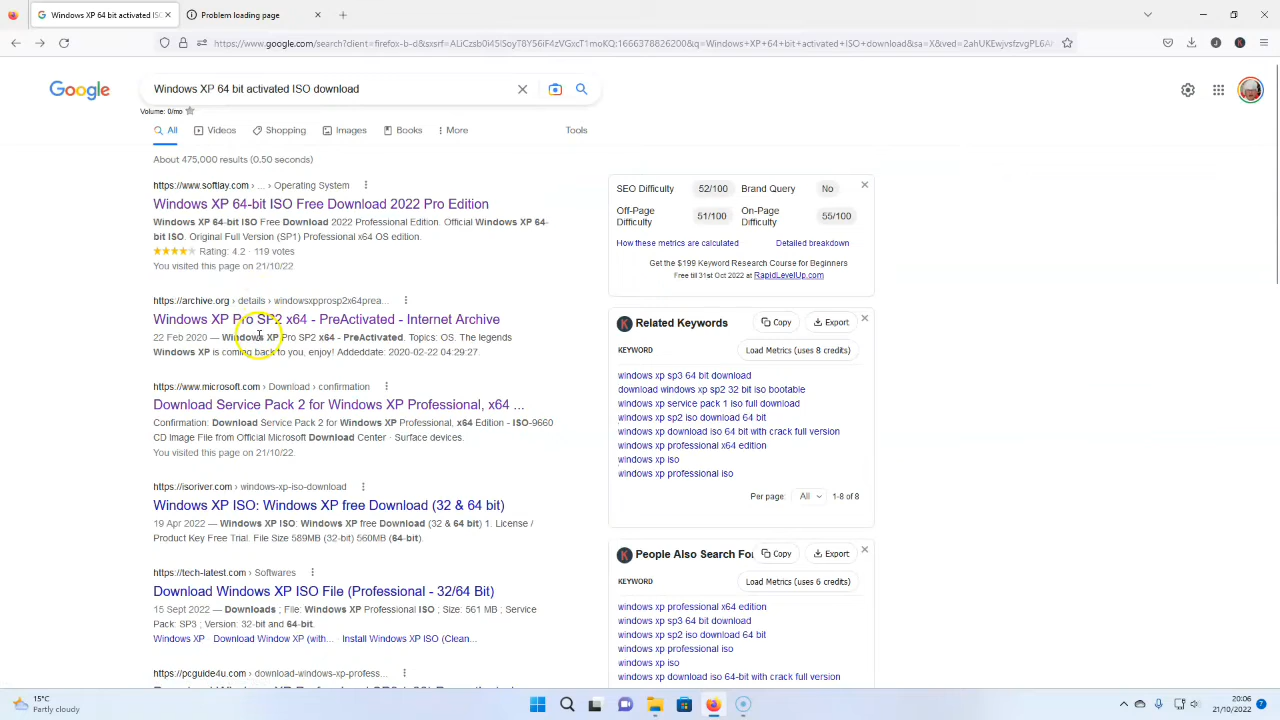 Windows XP 64 bit activated ISO
Problem loading page
https://www.google.com/search?client=firefox-b-d&sxsrf=ALiCzsb0i45ISoyT8Y56iF4zVGxcT1moKQ:1666378826200&q=Windows+XP+64+bit+activated+ISO+download&sa=X&ved=2ahUKEwjvsfzvgPL6A
Google
Windows XP 64 bit activated ISO download
Volume: 0/mo
All
Videos
Shopping
Images
Books
More
Tools
About 475,000 results (0.50 seconds)
https://www.softlay.com › ... › Operating System
Windows XP 64-bit ISO Free Download 2022 Pro Edition
Windows XP 64-bit ISO Free Download 2022 Professional Edition. Official Windows XP 64-
bit ISO. Original Full Version (SP1) Professional x64 OS edition.
Rating: 4.2 · 119 votes
You visited this page on 21/10/22.
https://archive.org › details › windowsxpprosp2x64prea...
Windows XP Pro SP2 x64 - PreActivated - Internet Archive
22 Feb 2020 — Windows XP Pro SP2 x64 - PreActivated. Topics: OS. The legends
Windows XP is coming back to you, enjoy! Addeddate: 2020-02-22 04:29:27.
https://www.microsoft.com › Download › confirmation
Download Service Pack 2 for Windows XP Professional, x64 ...
Confirmation: Download Service Pack 2 for Windows XP Professional, x64 Edition - ISO-9660
CD Image File from Official Microsoft Download Center · Surface devices.
You visited this page on 21/10/22.
https://isoriver.com › windows-xp-iso-download
Windows XP ISO: Windows XP free Download (32 & 64 bit)
19 Apr 2022 — Windows XP ISO: Windows XP free Download (32 & 64 bit) 1. License /
Product Key Free Trial. File Size 589MB (32-bit) 560MB (64-bit).
https://tech-latest.com › Softwares
Download Windows XP ISO File (Professional - 32/64 Bit)
15 Sept 2022 — Downloads ; File: Windows XP Professional ISO ; Size: 561 MB ; Service
Pack: SP3 ; Version: 32-bit and 64-bit.
Windows XP
Download Window XP (with...
Install Windows XP ISO (Clean...
https://pcguide4u.com › download-windows-xp-profess...
SEO Difficulty 52/100 Brand Query No
Off-Page Difficulty 51/100 On-Page Difficulty 55/100
How these metrics are calculated
Detailed breakdown
Get the $199 Keyword Research Course for Beginners
Free till 31st Oct 2022 at RapidLevelUp.com
Related Keywords
Copy
Export
KEYWORD
Load Metrics (uses 8 credits)
windows xp sp3 64 bit download
download windows xp sp2 32 bit iso bootable
windows xp service pack 1 iso full download
windows xp sp2 iso download 64 bit
windows xp download iso 64 bit with crack full version
windows xp professional x64 edition
windows xp iso
windows xp professional iso
Per page: All 1-8 of 8
People Also Search Fo
Copy
Export
KEYWORD
Load Metrics (uses 6 credits)
windows xp professional x64 edition
windows xp sp3 64 bit download
windows xp sp2 iso download 64 bit
windows xp professional iso
windows xp iso
windows xp download iso 64-bit with crack full version
15°C
Partly cloudy
20:06
21/10/2022